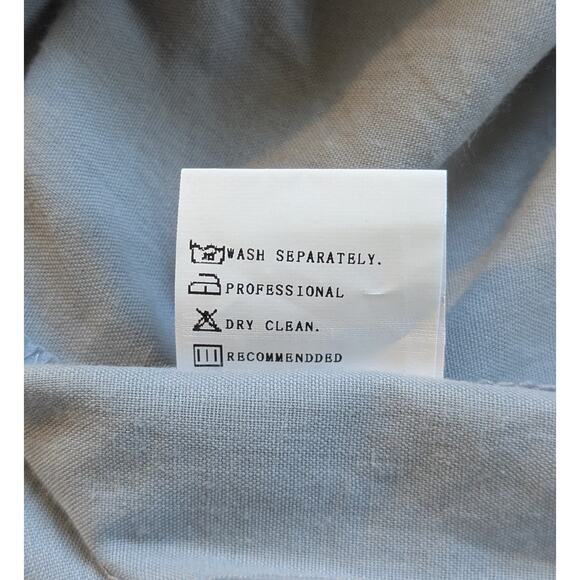 WASH SEPARATELY.
PROFESSIONAL
DRY CLEAN.
RECOMMENDDED